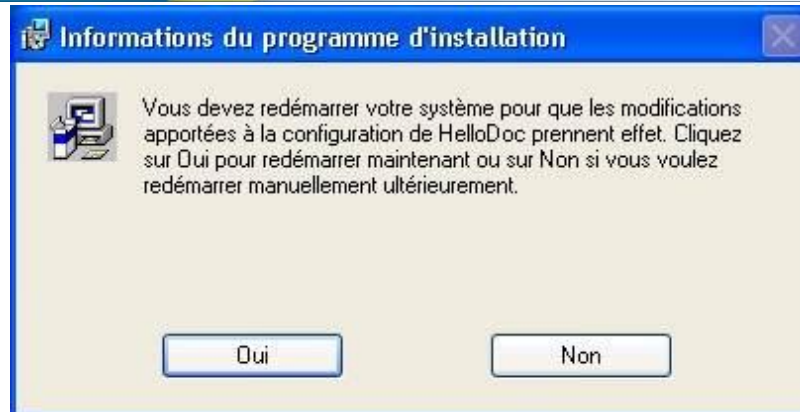 Informations du programme d'installation
Vous devez redémarrer votre système pour que les modifications
apportées à la configuration de HelloDoc prennent effet. Cliquez
sur Oui pour redémarrer maintenant ou sur Non si vous voulez
redémarrer manuellement ultérieurement.
Oui
Non